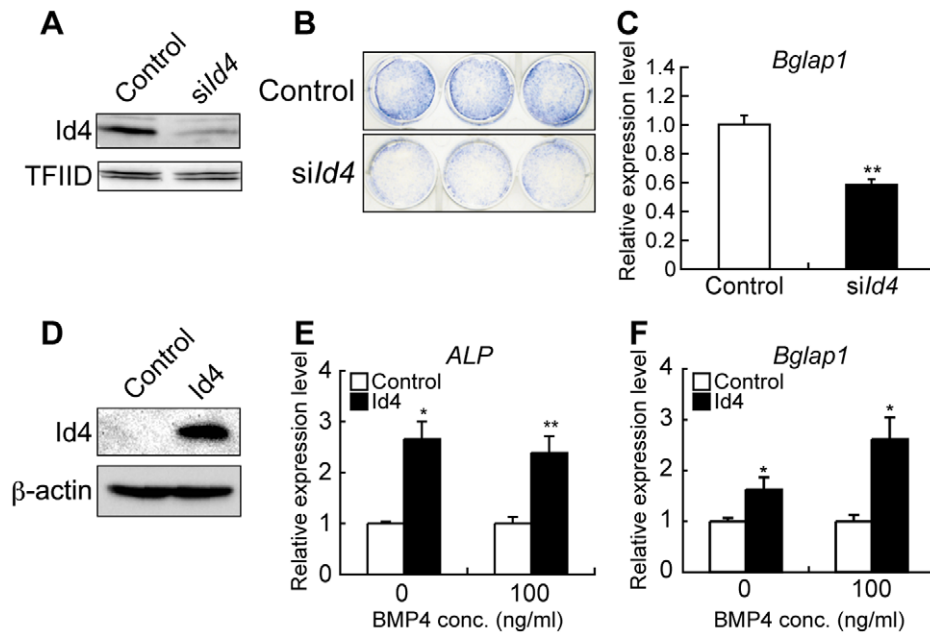 A
Control
siId4
Id4
TFIID
B
Control
siId4
C
Bglap1
Relative expression level
1.4
1.2
1.0
0.8
0.6
0.4
0.2
0
**
Control
siId4
D
Control
Id4
Id4
β-actin
E
ALP
Relative expression level
4
3
2
1
0
Control
Id4
*
**
0
100
BMP4 conc. (ng/ml)
F
Bglap1
Relative expression level
4
3
2
1
0
Control
Id4
*
*
0
100
BMP4 conc. (ng/ml)